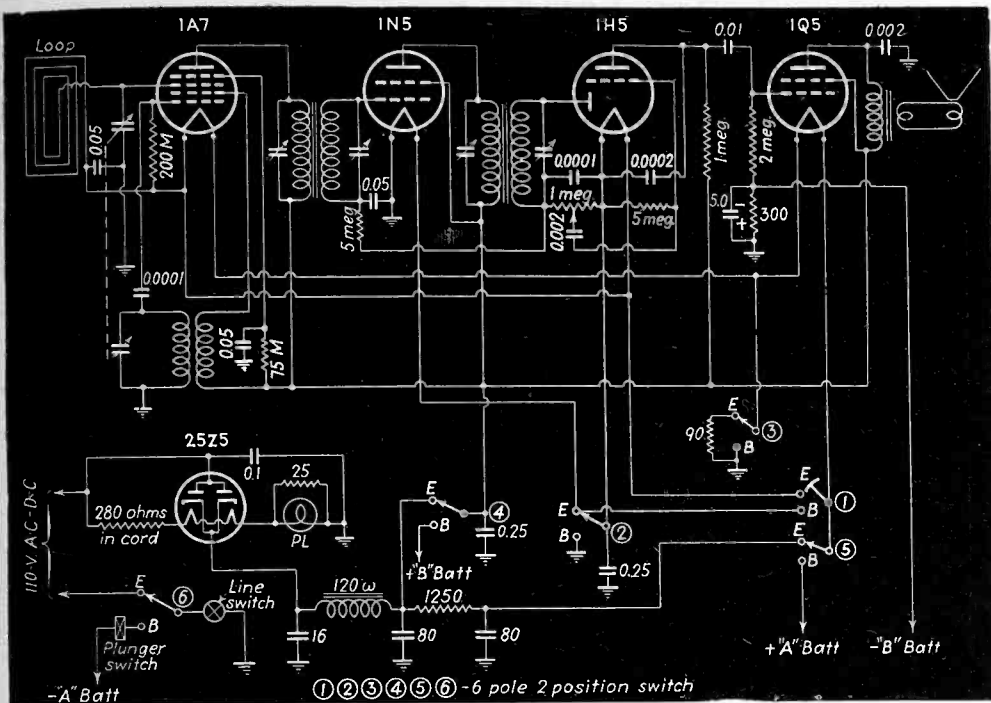 1A7 1N5 1H5 1Q5
Loop
0.01
0.002
0.05
200 M
0.05
5 meg.
0.0001
0.0002
1 meg.
0.002
5 meg.
1 meg.
2 meg.
5.0 - +
300
0.0001
0.05
75 M
25Z5
0.1
25
PL
280 ohms
in cord
110-V. A C-D-C
E
B
⑥
Line
switch
Plunger
switch
-"A" Batt
16
120 ω
80
1250
80
E
B
④
+"B" Batt
0.25
E
B
②
0.25
90
E
B
③
E
B
①
E
B
⑤
+"A" Batt
-"B" Batt
①②③④⑤⑥-6 pole 2 position switch